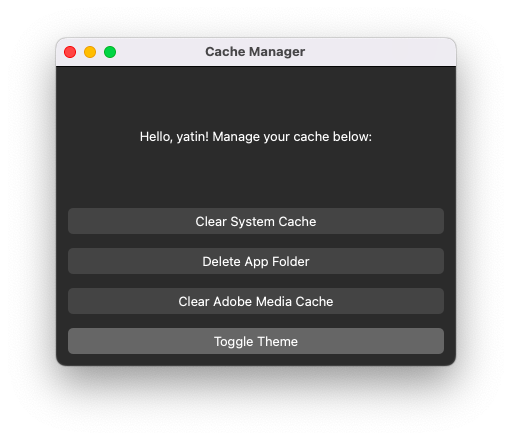 Cache Manager
Hello, yatin! Manage your cache below:
Clear System Cache
Delete App Folder
Clear Adobe Media Cache
Toggle Theme